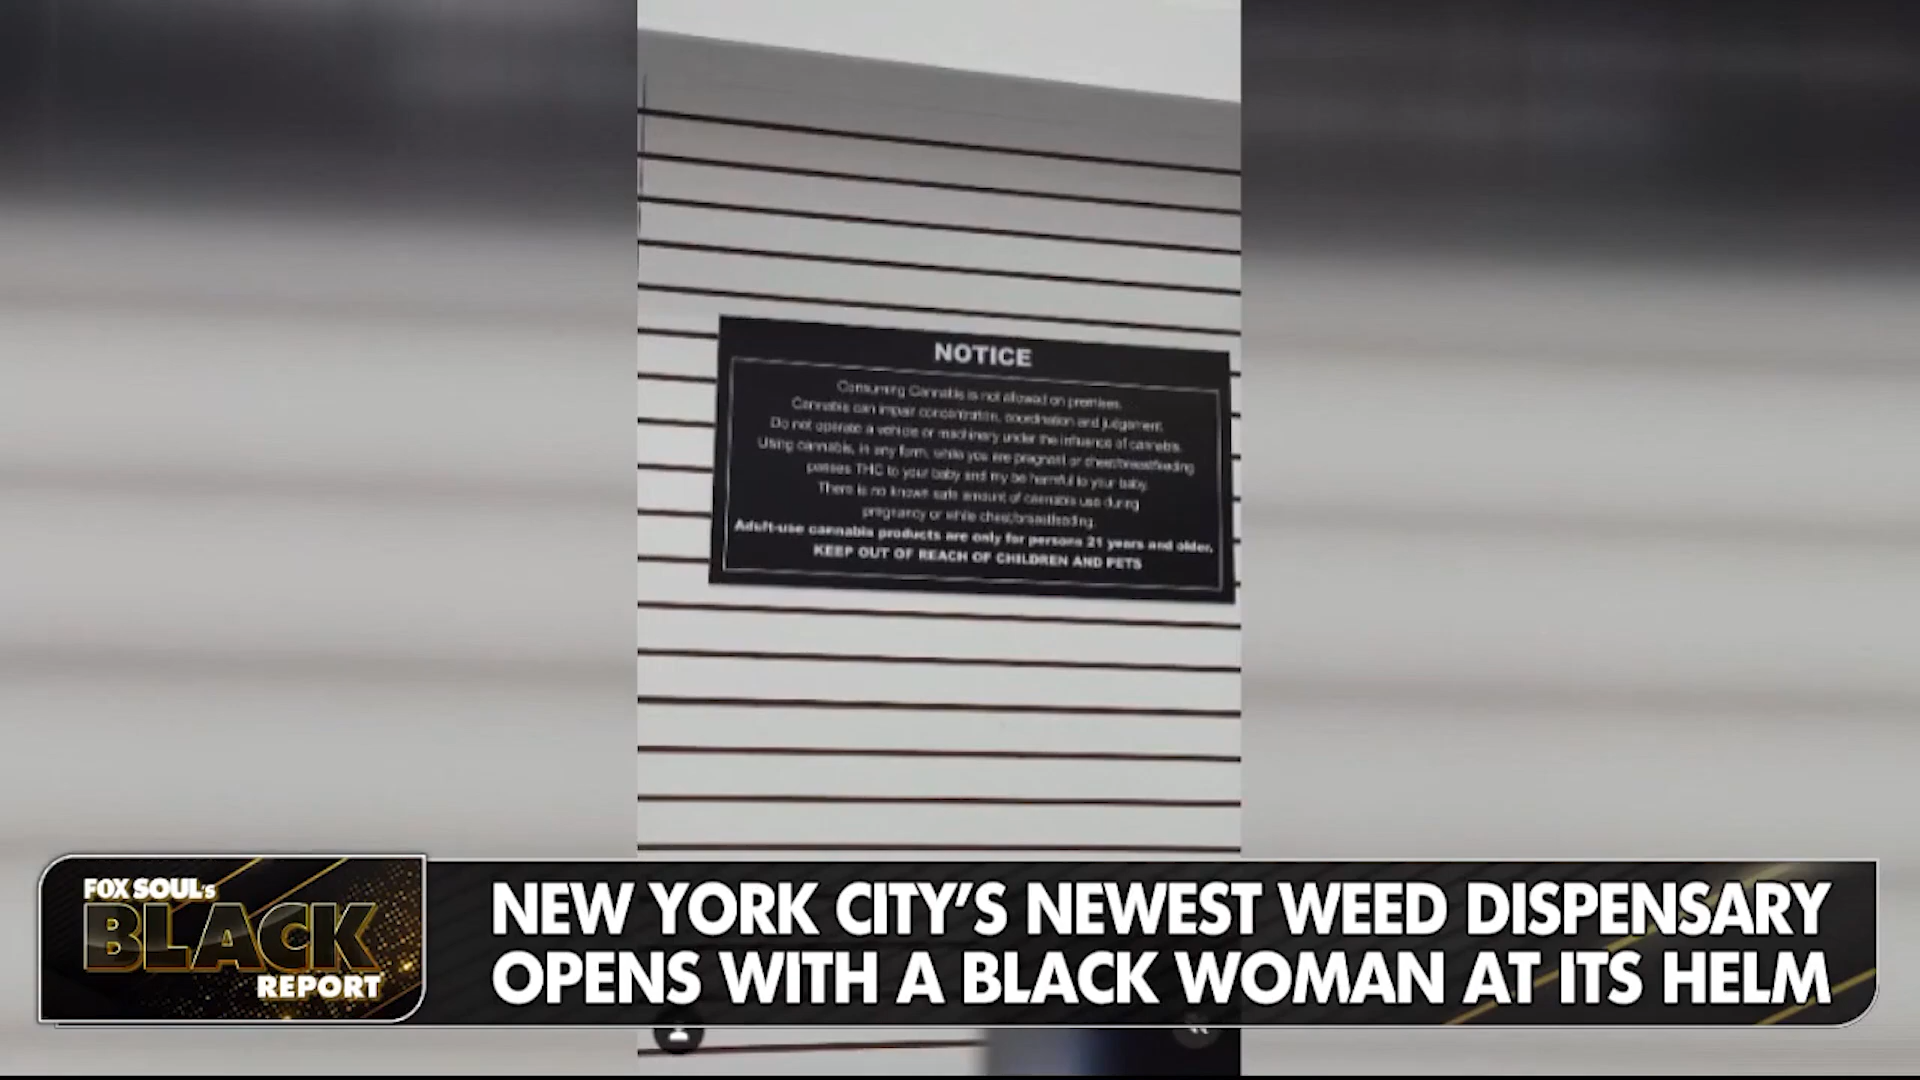 NOTICE
Consuming Cannabis is not allowed on premises.
Cannabis can impair concentration, coordination and judgement.
Do not operate a vehicle or machinery under the influence of cannabis.
Using cannabis, in any form, while you are pregnant or chest/breastfeeding
passes THC to your baby and my be harmful to your baby.
There is no known safe amount of cannabis use during
pregnancy or while chest/breastfeeding.
Adult-use cannabis products are only for persons 21 years and older.
KEEP OUT OF REACH OF CHILDREN AND PETS
FOX SOUL's
BLACK
REPORT
NEW YORK CITY'S NEWEST WEED DISPENSARY
OPENS WITH A BLACK WOMAN AT ITS HELM